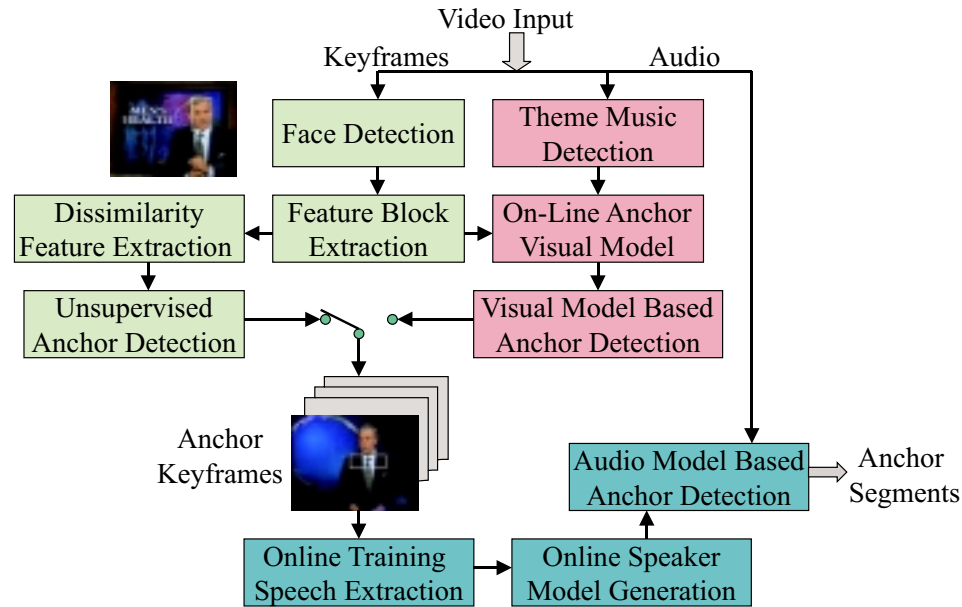 Video Input
Keyframes
Audio
MEN'S
HEALTH
Face Detection
Theme Music
Detection
Dissimilarity
Feature Extraction
Feature Block
Extraction
On-Line Anchor
Visual Model
Unsupervised
Anchor Detection
Visual Model Based
Anchor Detection
Anchor
Keyframes
Audio Model Based
Anchor Detection
Anchor
Segments
Online Training
Speech Extraction
Online Speaker
Model Generation